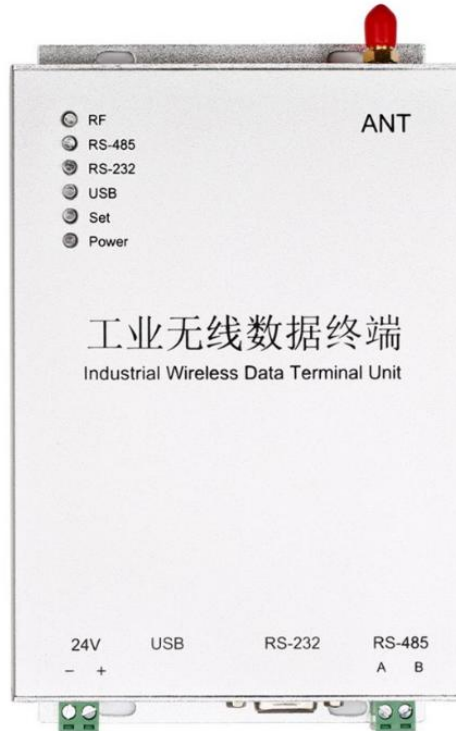 ANT
RF
RS-485
RS-232
USB
Set
Power
工业无线数据终端
Industrial Wireless Data Terminal Unit
24V USB RS-232 RS-485
− + A B